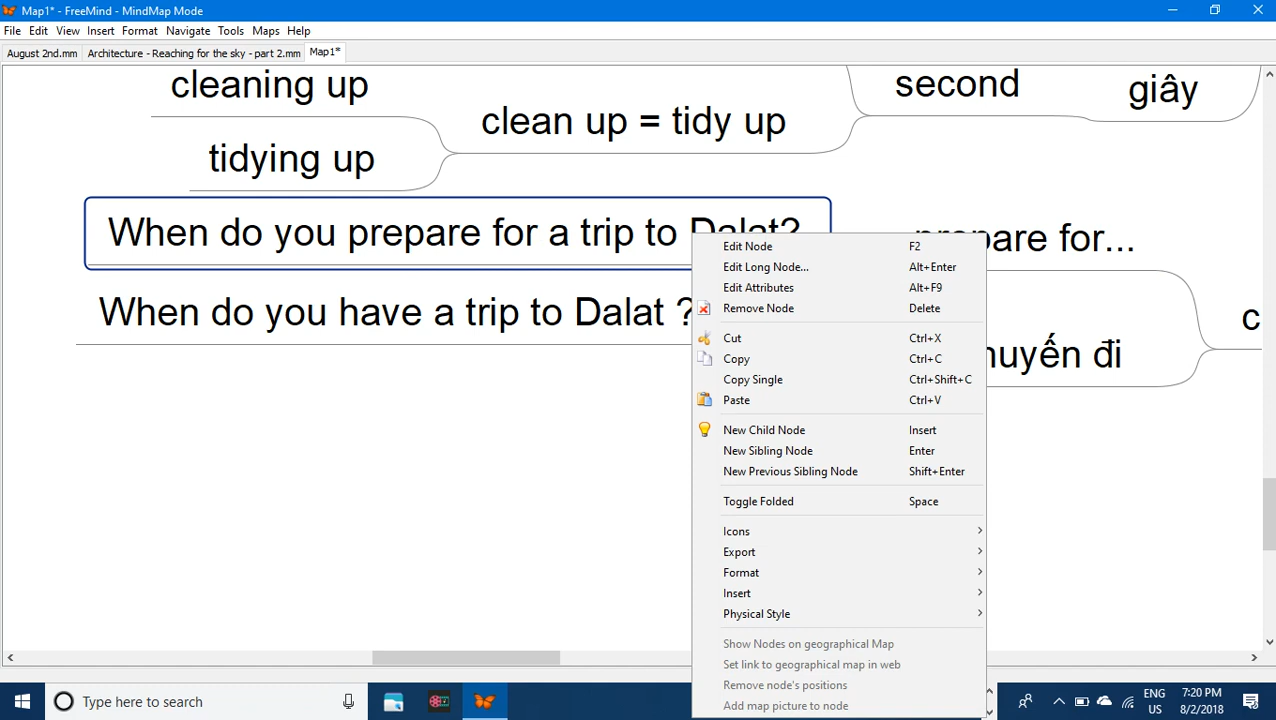 Map1* - FreeMind - MindMap Mode
File Edit View Insert Format Navigate Tools Maps Help
August 2nd.mm Architecture - Reaching for the sky - part 2.mm Map1*
cleaning up
clean up = tidy up
tidying up
second
giây
When do you prepare for a trip to Dalat?
prepare for...
When do you have a trip to Dalat ?
huyến đi
c
Edit Node F2
Edit Long Node... Alt+Enter
Edit Attributes Alt+F9
Remove Node Delete
Cut Ctrl+X
Copy Ctrl+C
Copy Single Ctrl+Shift+C
Paste Ctrl+V
New Child Node Insert
New Sibling Node Enter
New Previous Sibling Node Shift+Enter
Toggle Folded Space
Icons
Export
Format
Insert
Physical Style
Show Nodes on geographical Map
Set link to geographical map in web
Remove node's positions
Add map picture to node
Type here to search
ENG
US
7:20 PM
8/2/2018